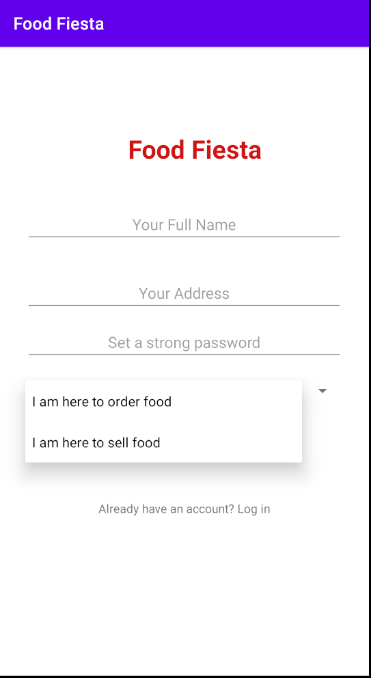 Food Fiesta
Food Fiesta
Your Full Name
Your Address
Set a strong password
I am here to order food
I am here to sell food
Already have an account? Log in